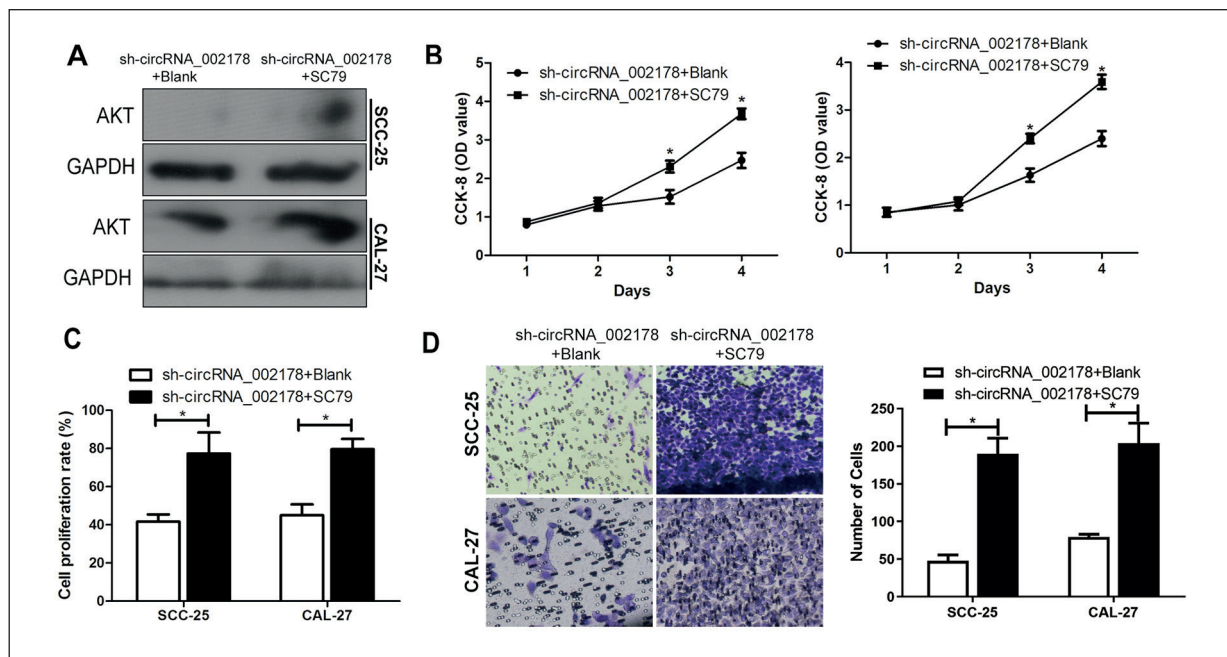 A
sh-circRNA_002178 sh-circRNA_002178
+Blank +SC79
AKT
GAPDH
SCC-25
AKT
GAPDH
CAL-27
B
sh-circRNA_002178+Blank
sh-circRNA_002178+SC79
CCK-8 (OD value)
5
4
3
2
1
0
*
*
1 2 3 4
Days
sh-circRNA_002178+Blank
sh-circRNA_002178+SC79
CCK-8 (OD value)
4
3
2
1
0
*
*
1 2 3 4
Days
C
sh-circRNA_002178+Blank
sh-circRNA_002178+SC79
Cell proliferation rate (%)
100
80
60
40
20
0
*
*
SCC-25 CAL-27
D
sh-circRNA_002178 sh-circRNA_002178
+Blank +SC79
SCC-25
CAL-27
sh-circRNA_002178+Blank
sh-circRNA_002178+SC79
Number of Cells
250
200
150
100
50
0
*
*
SCC-25 CAL-27